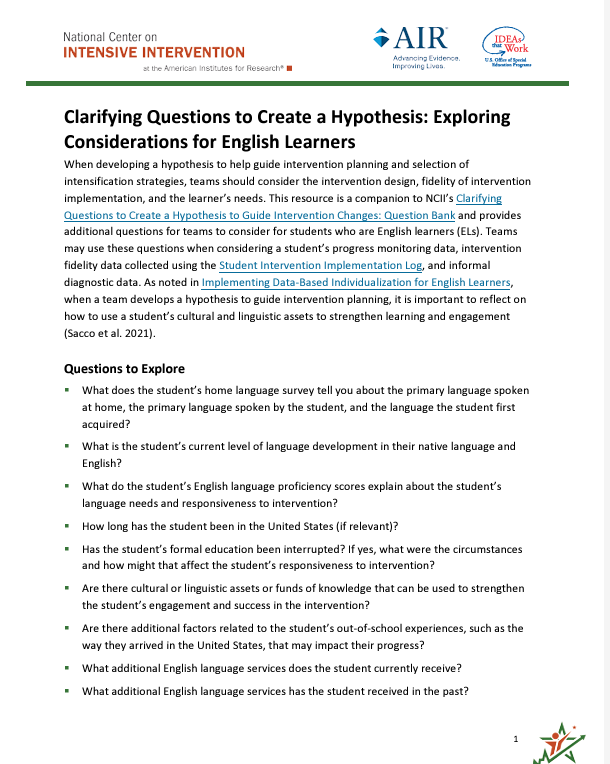 National Center on
INTENSIVE INTERVENTION
at the American Institutes for Research® ■
AIR™
Advancing Evidence.
Improving Lives.
IDEAs
that
Work
U.S. Office of Special
Education Programs
Clarifying Questions to Create a Hypothesis: Exploring
Considerations for English Learners
When developing a hypothesis to help guide intervention planning and selection of
intensification strategies, teams should consider the intervention design, fidelity of intervention
implementation, and the learner's needs. This resource is a companion to NCII's Clarifying
Questions to Create a Hypothesis to Guide Intervention Changes: Question Bank and provides
additional questions for teams to consider for students who are English learners (ELs). Teams
may use these questions when considering a student's progress monitoring data, intervention
fidelity data collected using the Student Intervention Implementation Log, and informal
diagnostic data. As noted in Implementing Data-Based Individualization for English Learners,
when a team develops a hypothesis to guide intervention planning, it is important to reflect on
how to use a student's cultural and linguistic assets to strengthen learning and engagement
(Sacco et al. 2021).
Questions to Explore
▪ What does the student's home language survey tell you about the primary language spoken
at home, the primary language spoken by the student, and the language the student first
acquired?
▪ What is the student's current level of language development in their native language and
English?
▪ What do the student's English language proficiency scores explain about the student's
language needs and responsiveness to intervention?
▪ How long has the student been in the United States (if relevant)?
▪ Has the student's formal education been interrupted? If yes, what were the circumstances
and how might that affect the student's responsiveness to intervention?
▪ Are there cultural or linguistic assets or funds of knowledge that can be used to strengthen
the student's engagement and success in the intervention?
▪ Are there additional factors related to the student's out-of-school experiences, such as the
way they arrived in the United States, that may impact their progress?
▪ What additional English language services does the student currently receive?
▪ What additional English language services has the student received in the past?
1